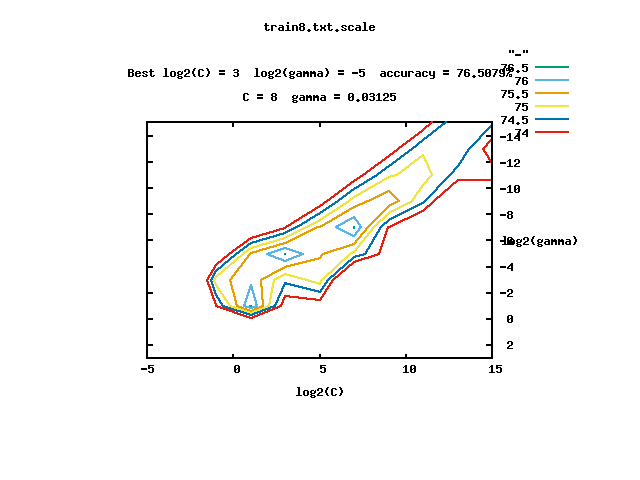 train8.txt.scale
"-"
Best log2(C) = 3  log2(gamma) = -5  accuracy = 76.5079%
C = 8  gamma = 0.03125
76.5
76
75.5
75
74.5
74
-14
-12
-10
-8
-6
log2(gamma)
-4
-2
0
2
-5 0 5 10 15
log2(C)